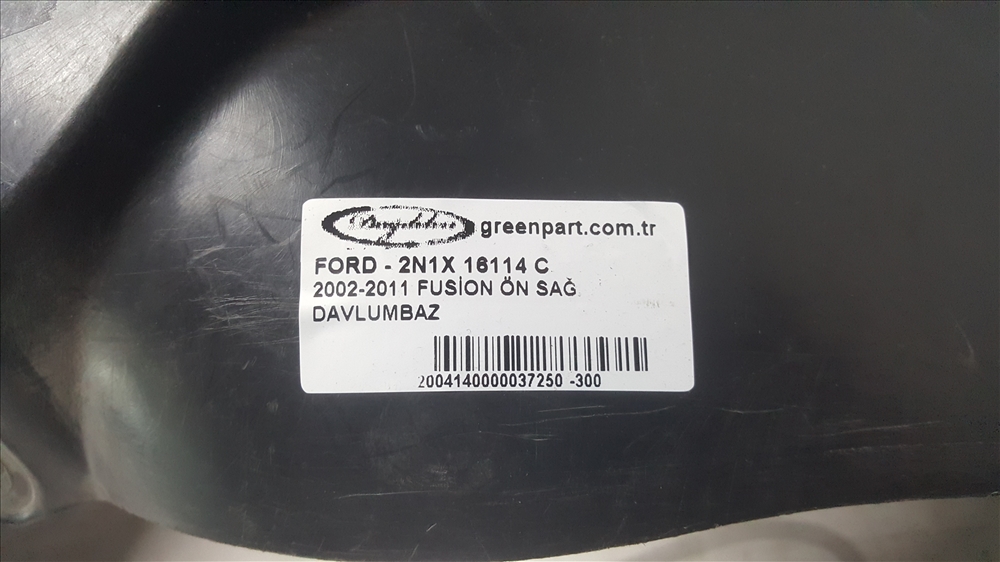 greenpart.com.tr
FORD - 2N1X 16114 C
2002-2011 FUSİON ÖN SAĞ
DAVLUMBAZ
2004140000037250 -300